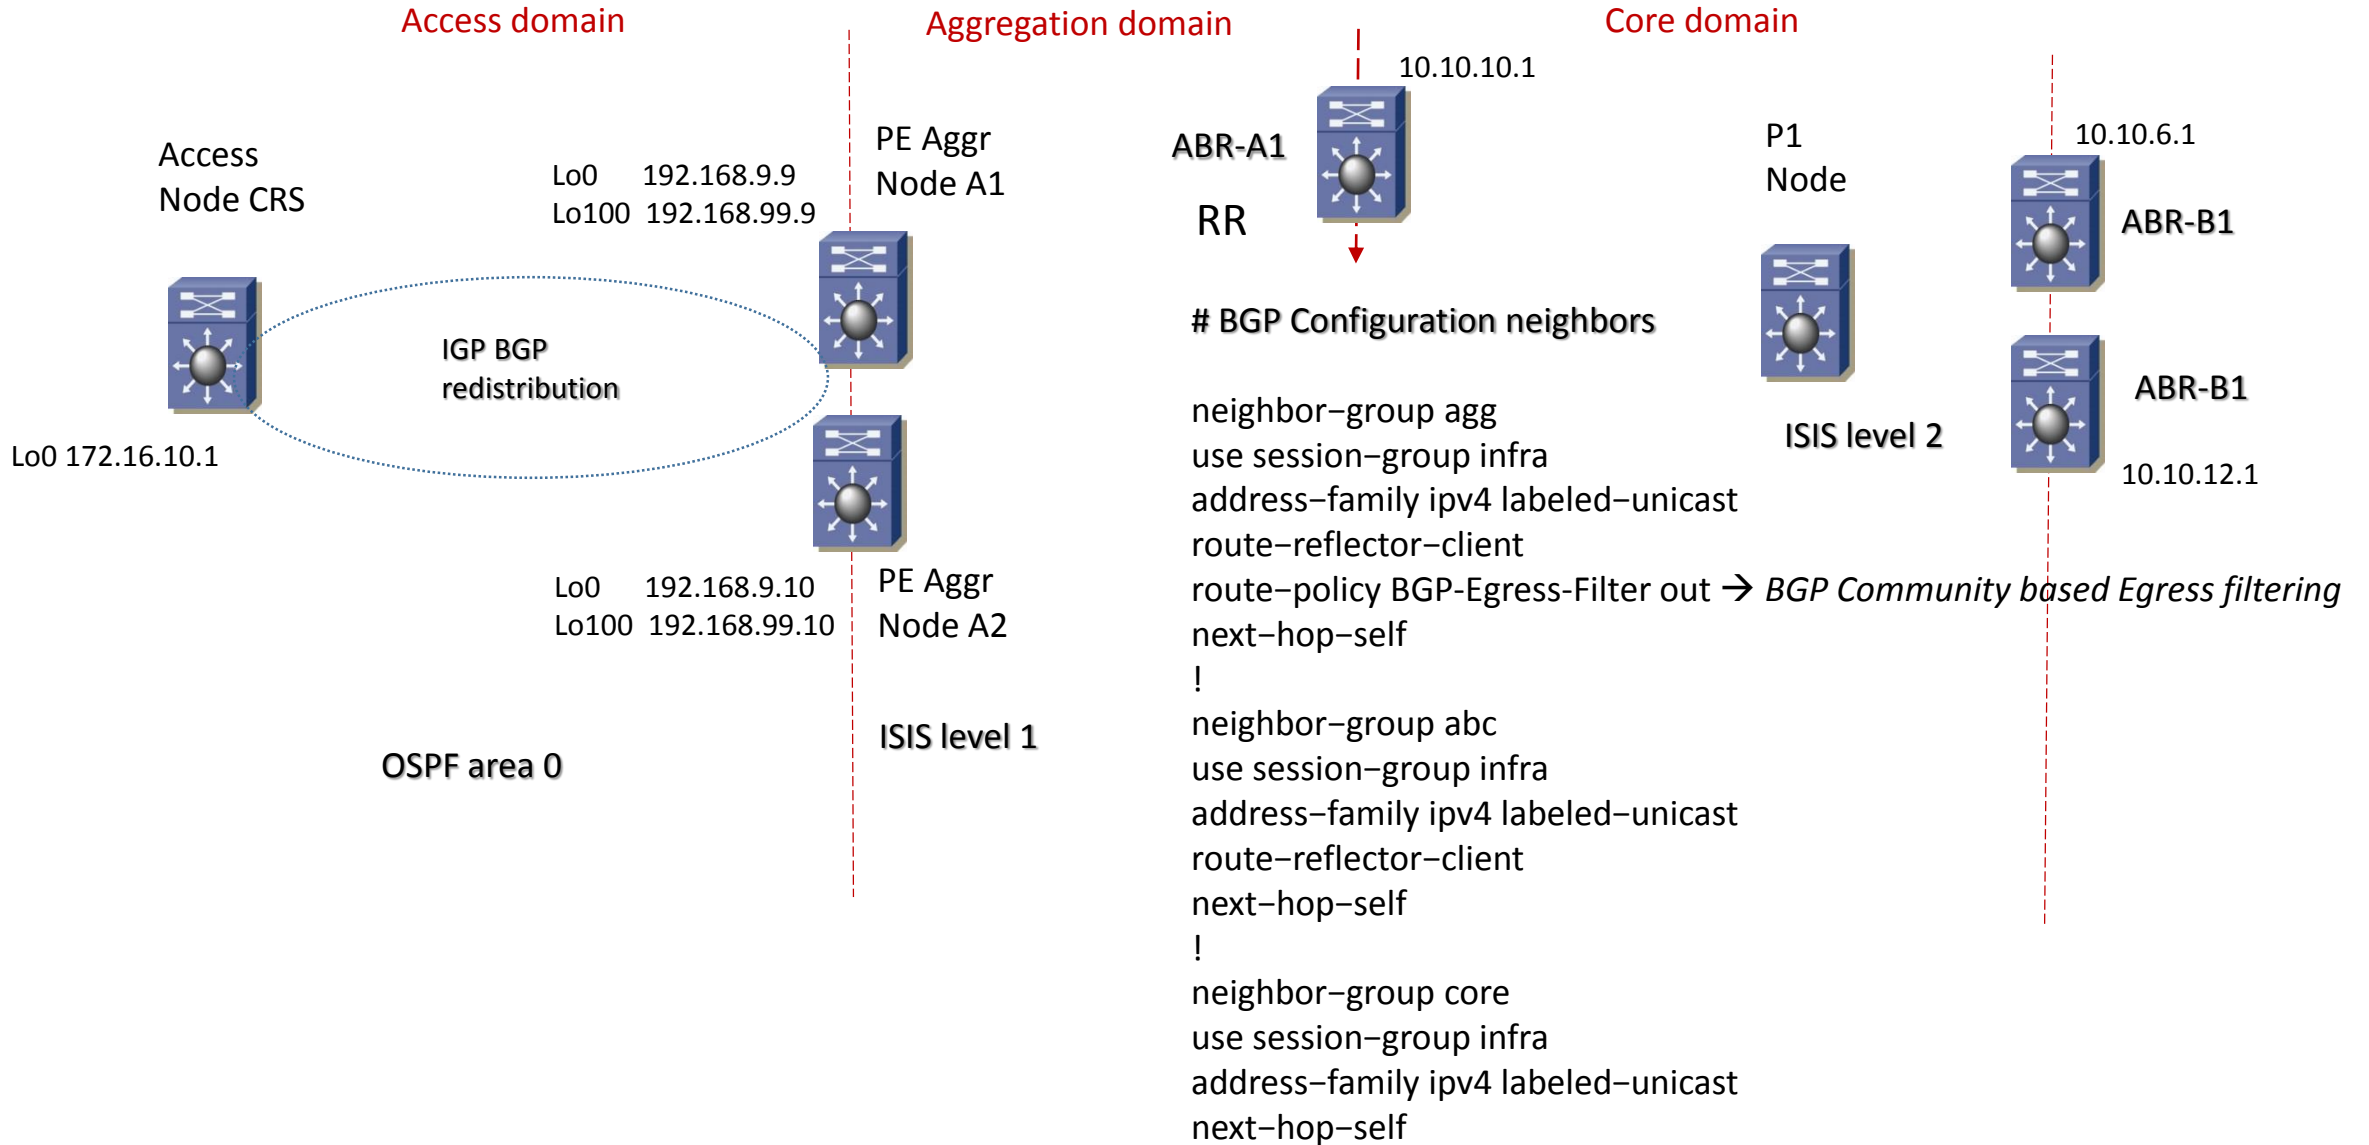 Access domain
Aggregation domain
Core domain
10.10.10.1
Access
Node CRS
Lo0 192.168.9.9
Lo100 192.168.99.9
PE Aggr
Node A1
ABR-A1
RR
P1
Node
10.10.6.1
ABR-B1
IGP BGP
redistribution
Lo0 172.16.10.1
ABR-B1
10.10.12.1
ISIS level 2
Lo0 192.168.9.10
Lo100 192.168.99.10
PE Aggr
Node A2
OSPF area 0
ISIS level 1
# BGP Configuration neighbors
neighbor−group agg
use session−group infra
address−family ipv4 labeled−unicast
route−reflector−client
route−policy BGP-Egress-Filter out → BGP Community based Egress filtering
next−hop−self
!
neighbor−group abc
use session−group infra
address−family ipv4 labeled−unicast
route−reflector−client
next−hop−self
!
neighbor−group core
use session−group infra
address−family ipv4 labeled−unicast
next−hop−self